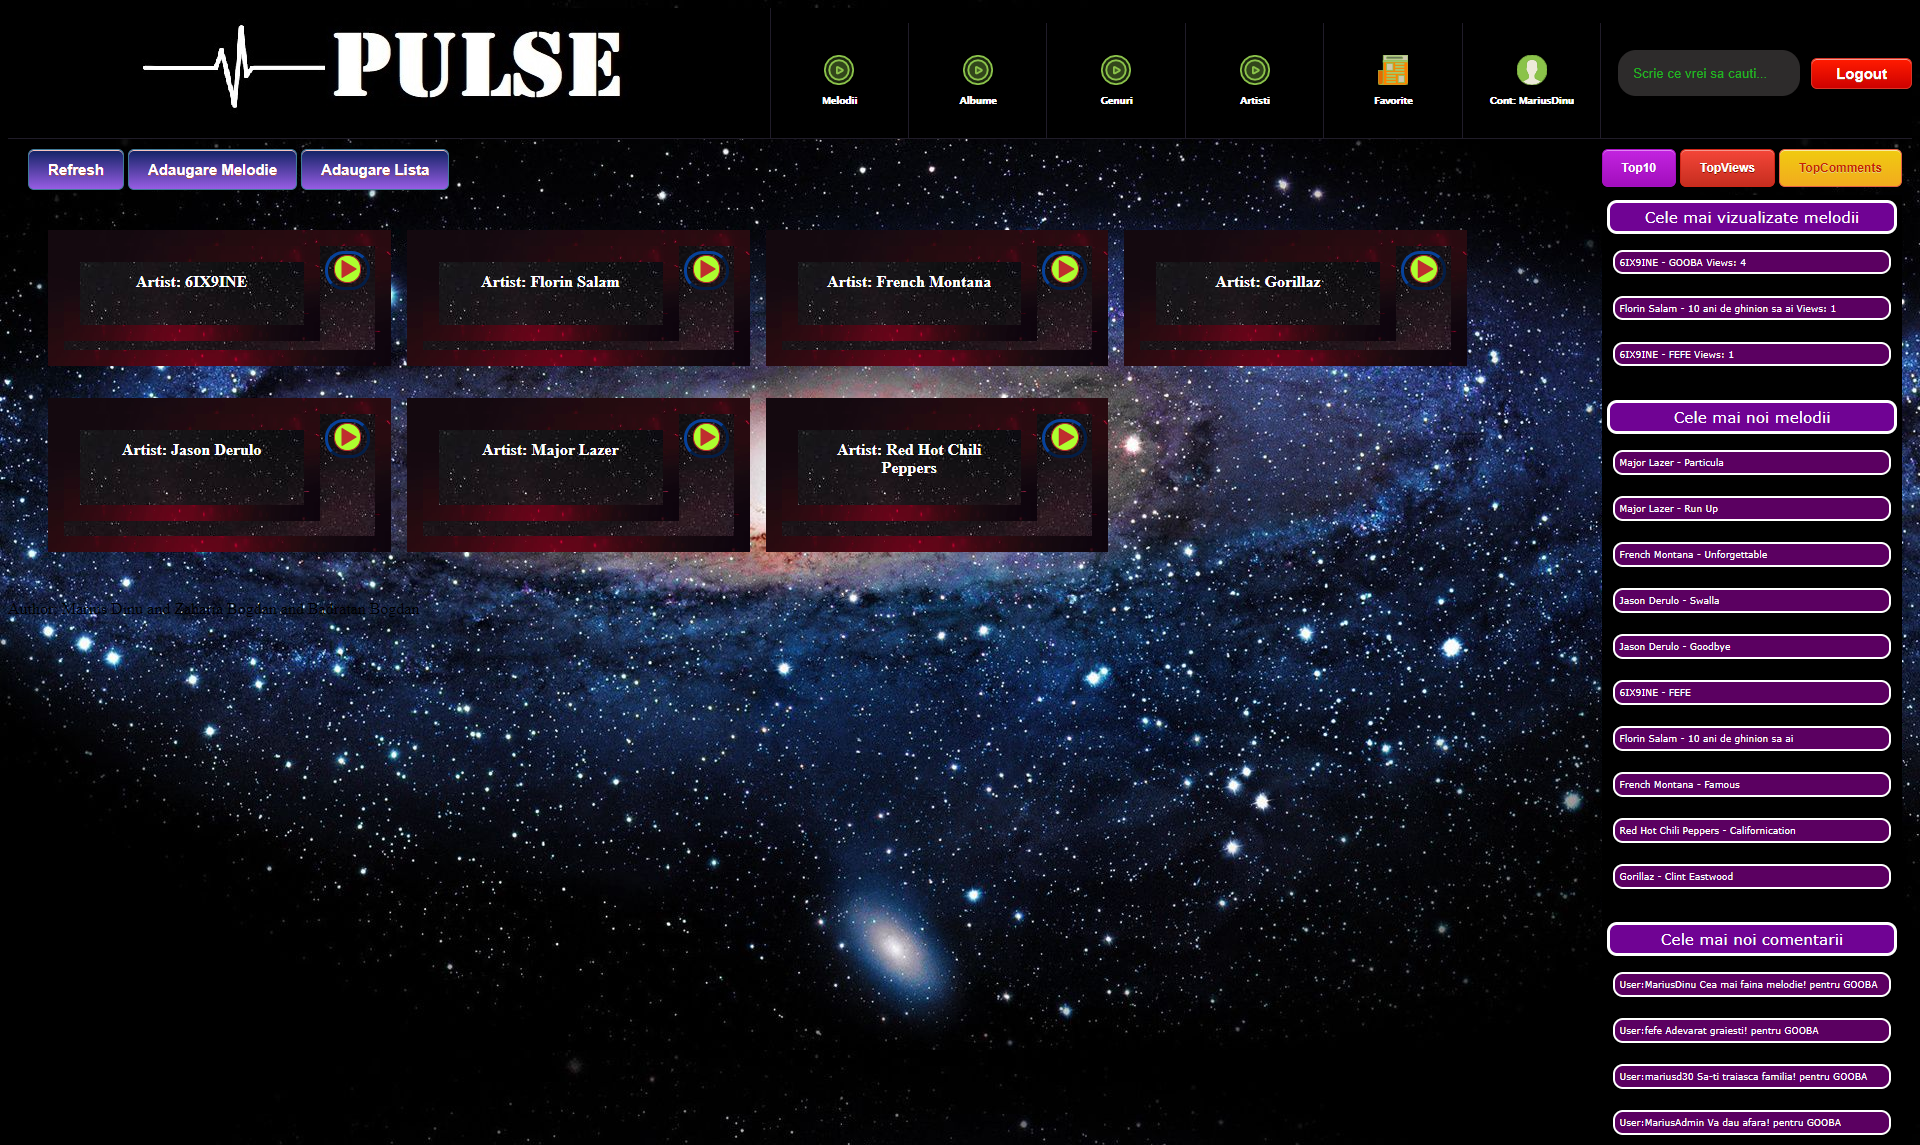 PULSE
Melodii
Albume
Genuri
Artisti
Favorite
Cont: MariusDinu
Scrie ce vrei sa cauti...
Logout
Refresh
Adaugare Melodie
Adaugare Lista
Top10
TopViews
TopComments
Artist: 6IX9INE
Artist: Florin Salam
Artist: French Montana
Artist: Gorillaz
Artist: Jason Derulo
Artist: Major Lazer
Artist: Red Hot Chili
Peppers
Author: Marius Dinu and Zaharia Bogdan and Bogdan
Cele mai vizualizate melodii
6IX9INE - GOOBA Views: 4
Florin Salam - 10 ani de ghinion sa ai Views: 1
6IX9INE - FEFE Views: 1
Cele mai noi melodii
Major Lazer - Particula
Major Lazer - Run Up
French Montana - Unforgettable
Jason Derulo - Swalla
Jason Derulo - Goodbye
6IX9INE - FEFE
Florin Salam - 10 ani de ghinion sa ai
French Montana - Famous
Red Hot Chili Peppers - Californication
Gorillaz - Clint Eastwood
Cele mai noi comentarii
User:MariusDinu Cea mai faina melodie! pentru GOOBA
User:fefe Adevarat graiesti! pentru GOOBA
User:mariusd30 Sa-ti traiasca familia! pentru GOOBA
User:MariusAdmin Va dau afara! pentru GOOBA